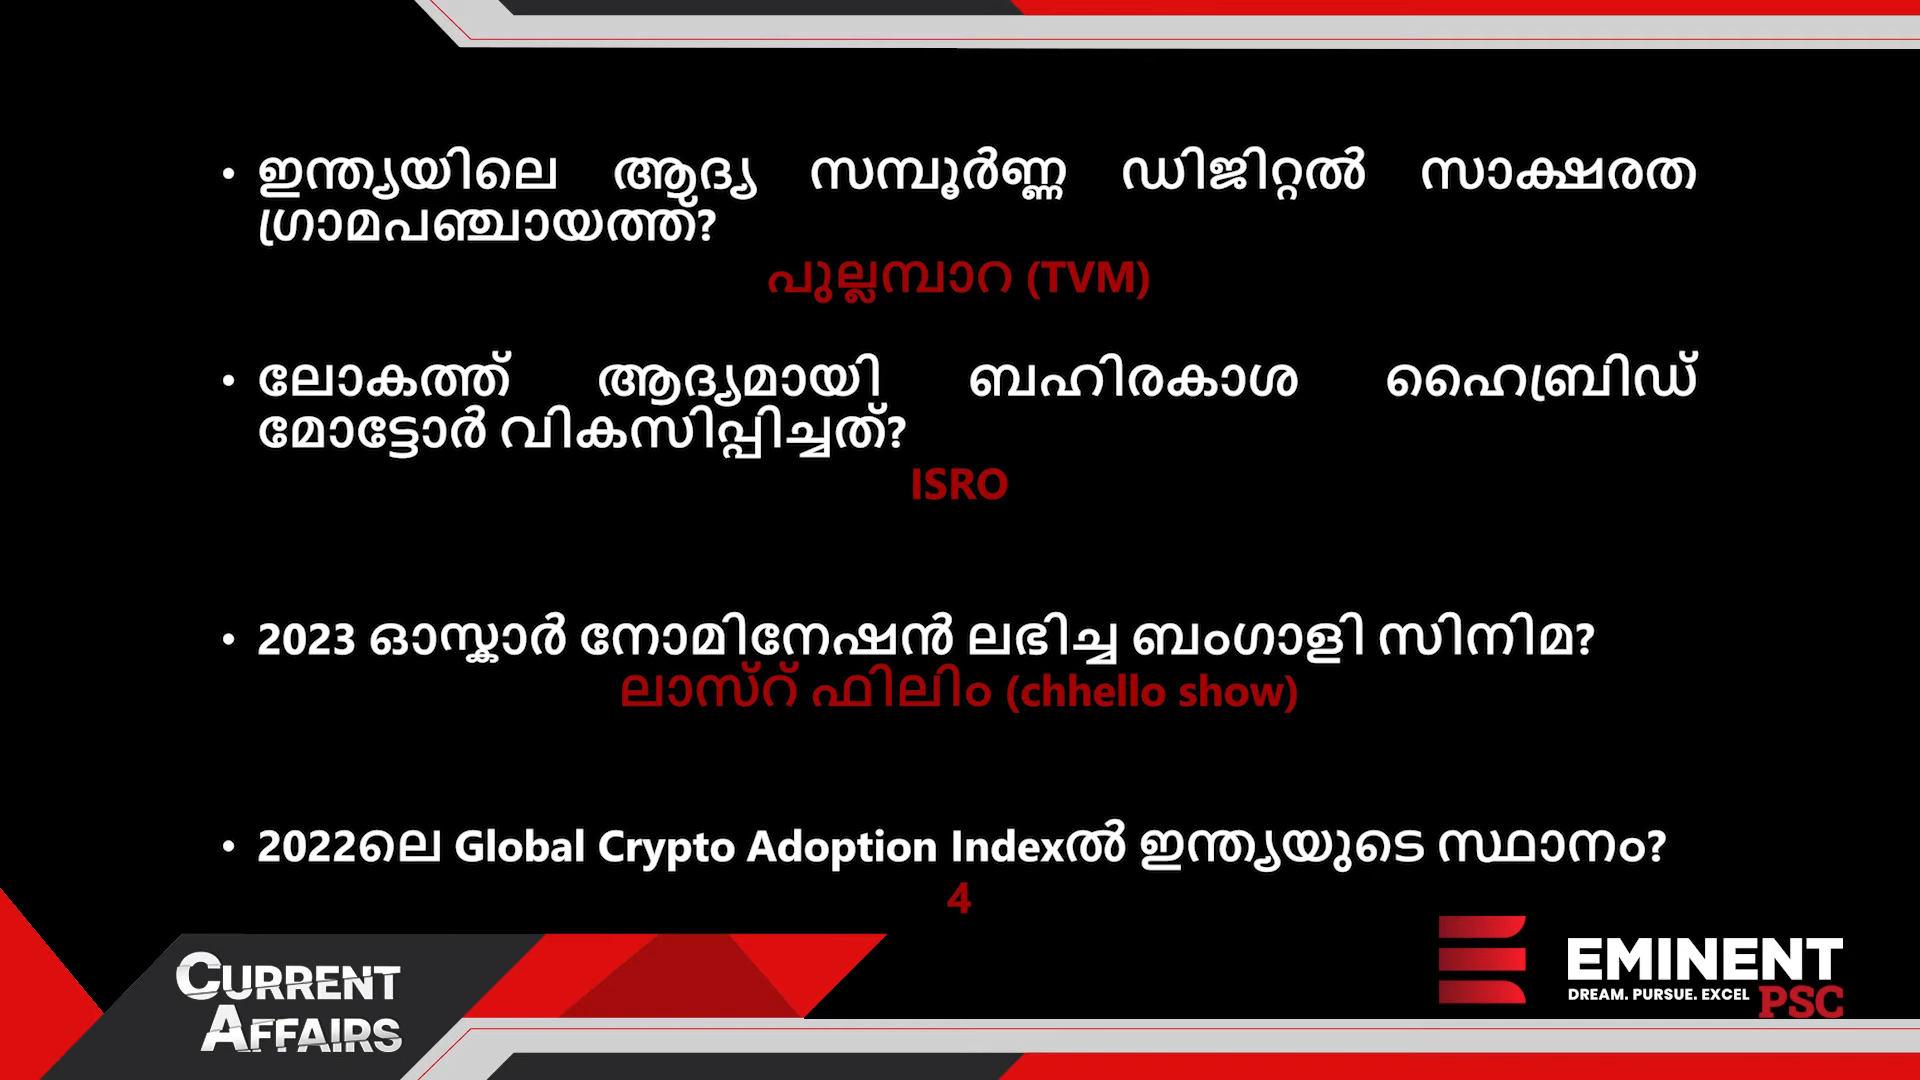 • ഇന്ത്യയിലെ ആദ്യ സമ്പൂർണ്ണ ഡിജിറ്റൽ സാക്ഷരത
ഗ്രാമപഞ്ചായത്ത്?
പുല്ലമ്പാറ (TVM)
• ലോകത്ത് ആദ്യമായി ബഹിരകാശ ഹൈബ്രിഡ്
മോട്ടോർ വികസിപ്പിച്ചത്?
ISRO
• 2023 ഓസ്കാർ നോമിനേഷൻ ലഭിച്ച ബംഗാളി സിനിമ?
ലാസ്റ് ഫിലിം (chhello show)
• 2022ലെ Global Crypto Adoption Indexൽ ഇന്ത്യയുടെ സ്ഥാനം?
4
CURRENT
AFFAIRS
EMINENT
DREAM. PURSUE. EXCEL PSC